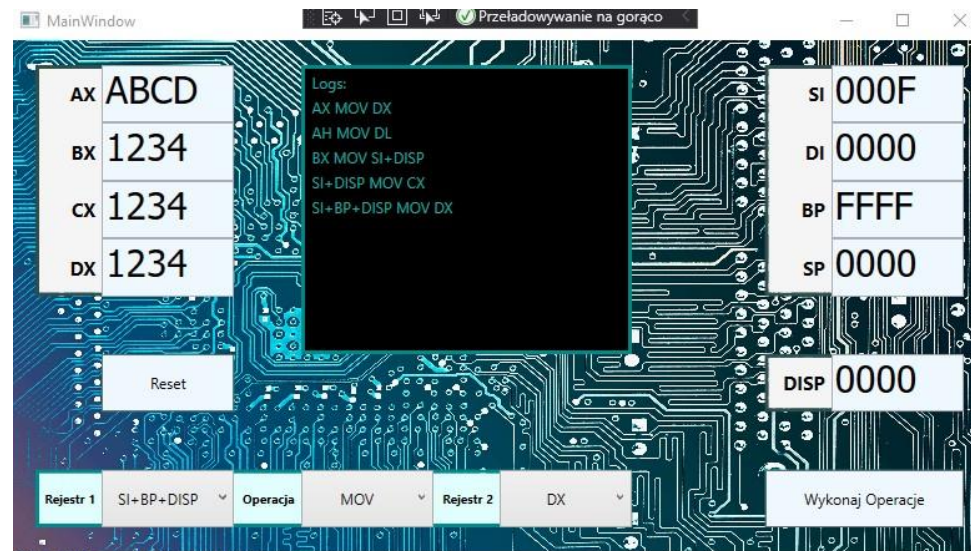 MainWindow
Przeładowywanie na gorąco
AX ABCD
BX 1234
CX 1234
DX 1234
Logs:
AX MOV DX
AH MOV DL
BX MOV SI+DISP
SI+DISP MOV CX
SI+BP+DISP MOV DX
SI 000F
DI 0000
BP FFFF
SP 0000
Reset
DISP 0000
Rejestr 1 SI+BP+DISP Operacja MOV Rejestr 2 DX
Wykonaj Operacje